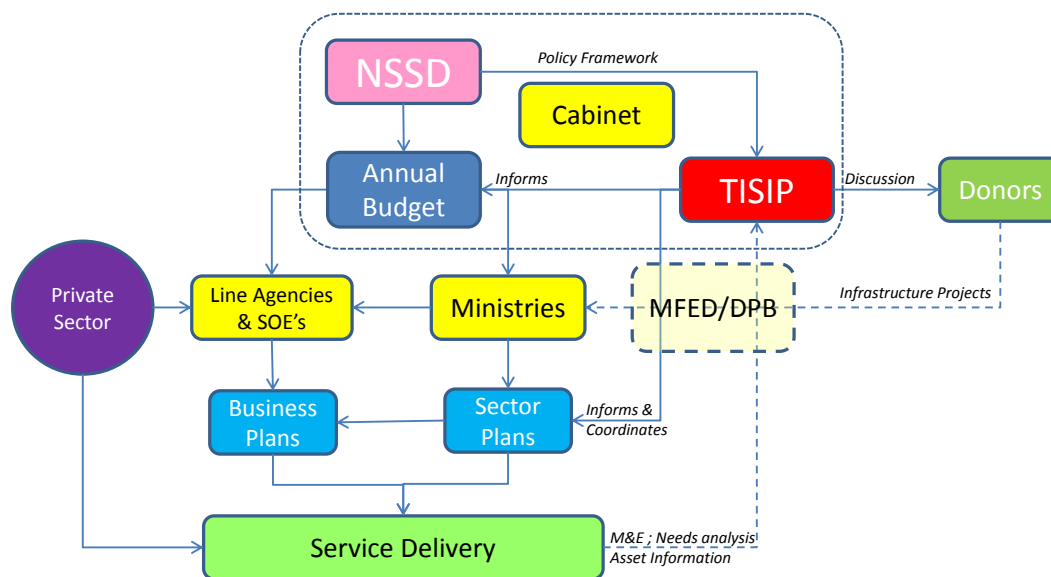 NSSD
Policy Framework
Cabinet
Annual
Budget
Informs
TISIP
Discussion
Donors
Private
Sector
Line Agencies
& SOE's
Ministries
MFED/DPB
Infrastructure Projects
Business
Plans
Sector
Plans
Informs &
Coordinates
Service Delivery
M&E ; Needs analysis
Asset Information